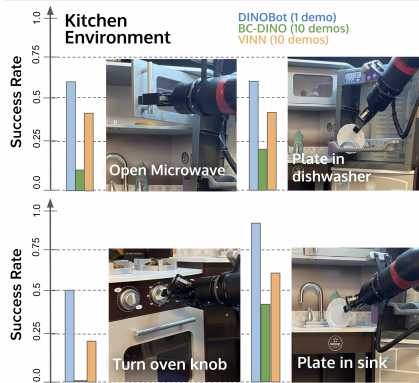 Kitchen
Environment
DINOBot (1 demo)
BC-DINO (10 demos)
VINN (10 demos)
Success Rate
1.0
0.75
0.5
0.25
0.0
Open Microwave
Plate in
dishwasher
Success Rate
1.0
0.75
0.5
0.25
0.0
Turn oven knob
Plate in sink